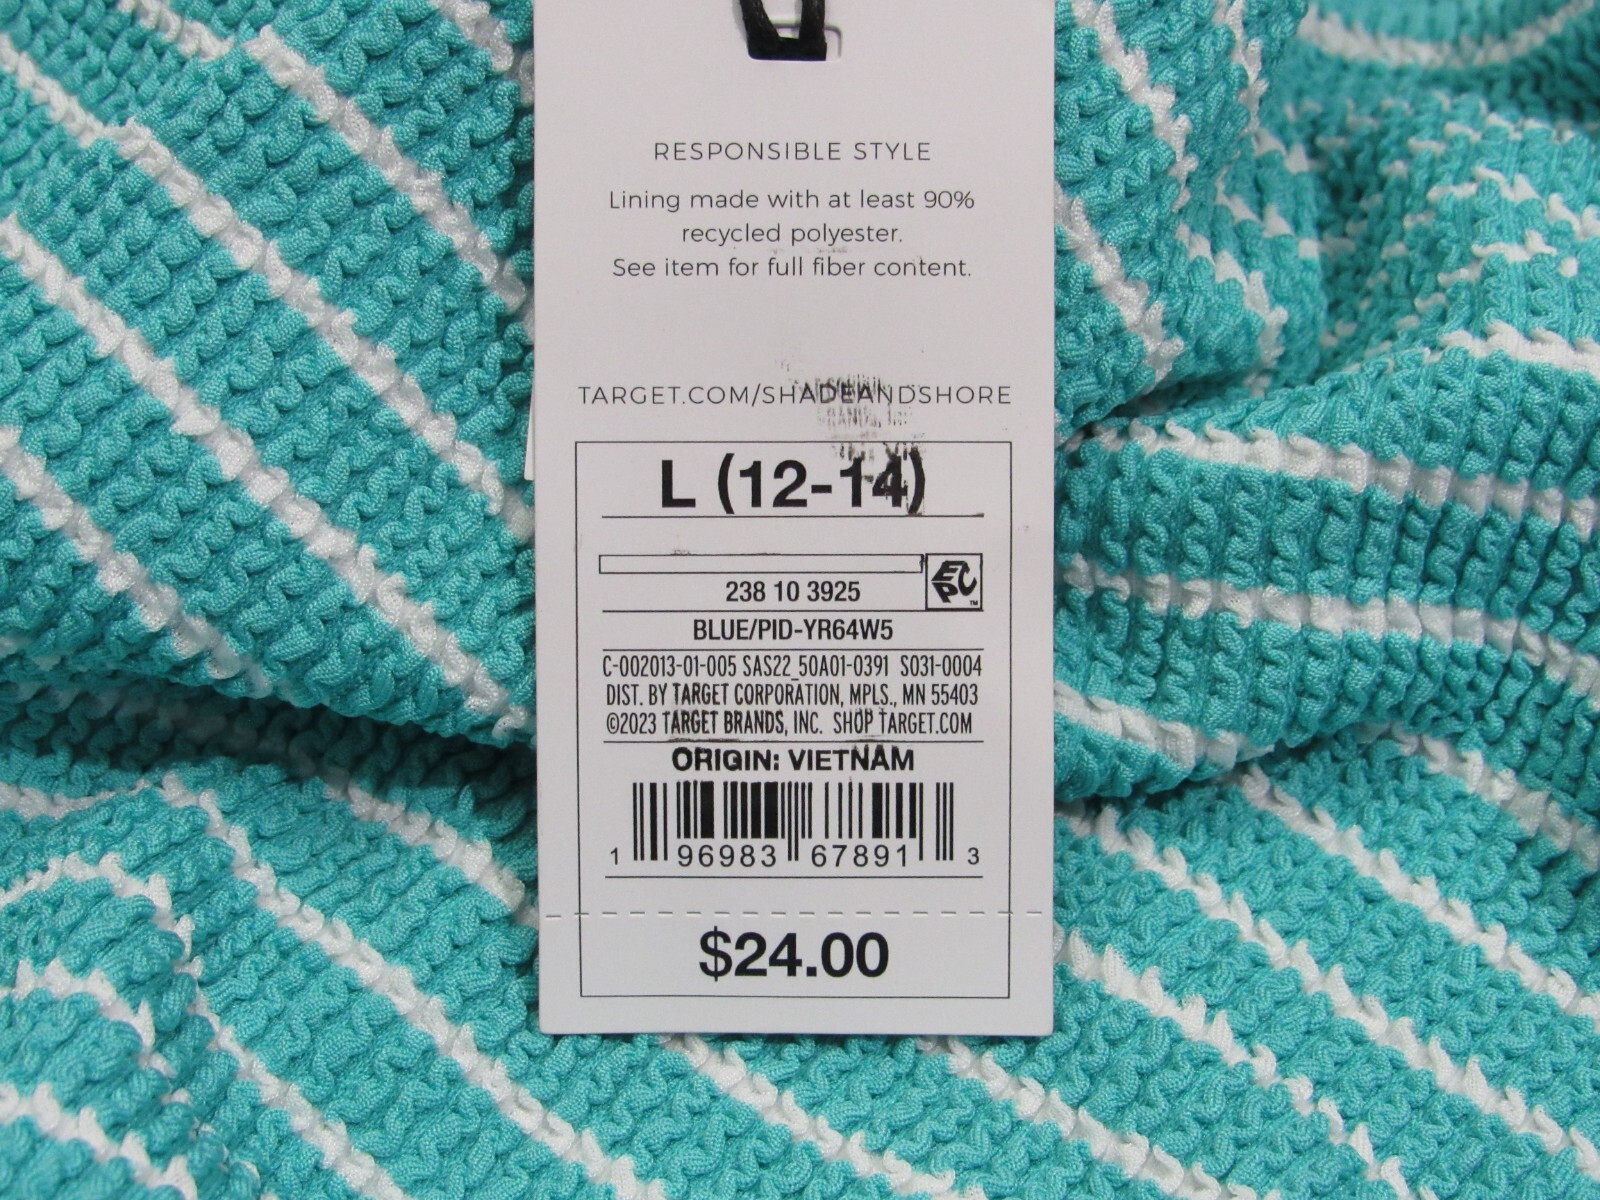 RESPONSIBLE STYLE
Lining made with at least 90%
recycled polyester.
See item for full fiber content.
TARGET.COM/SHADEANDSHORE
L (12-14)
EPC
TM
238 10 3925
BLUE/PID-YR64W5
C-002013-01-005 SAS22_50A01-0391 S031-0004
DIST. BY TARGET CORPORATION, MPLS., MN 55403
©2023 TARGET BRANDS, INC. SHOP TARGET.COM
ORIGIN: VIETNAM
1 96983 67891 3
$24.00